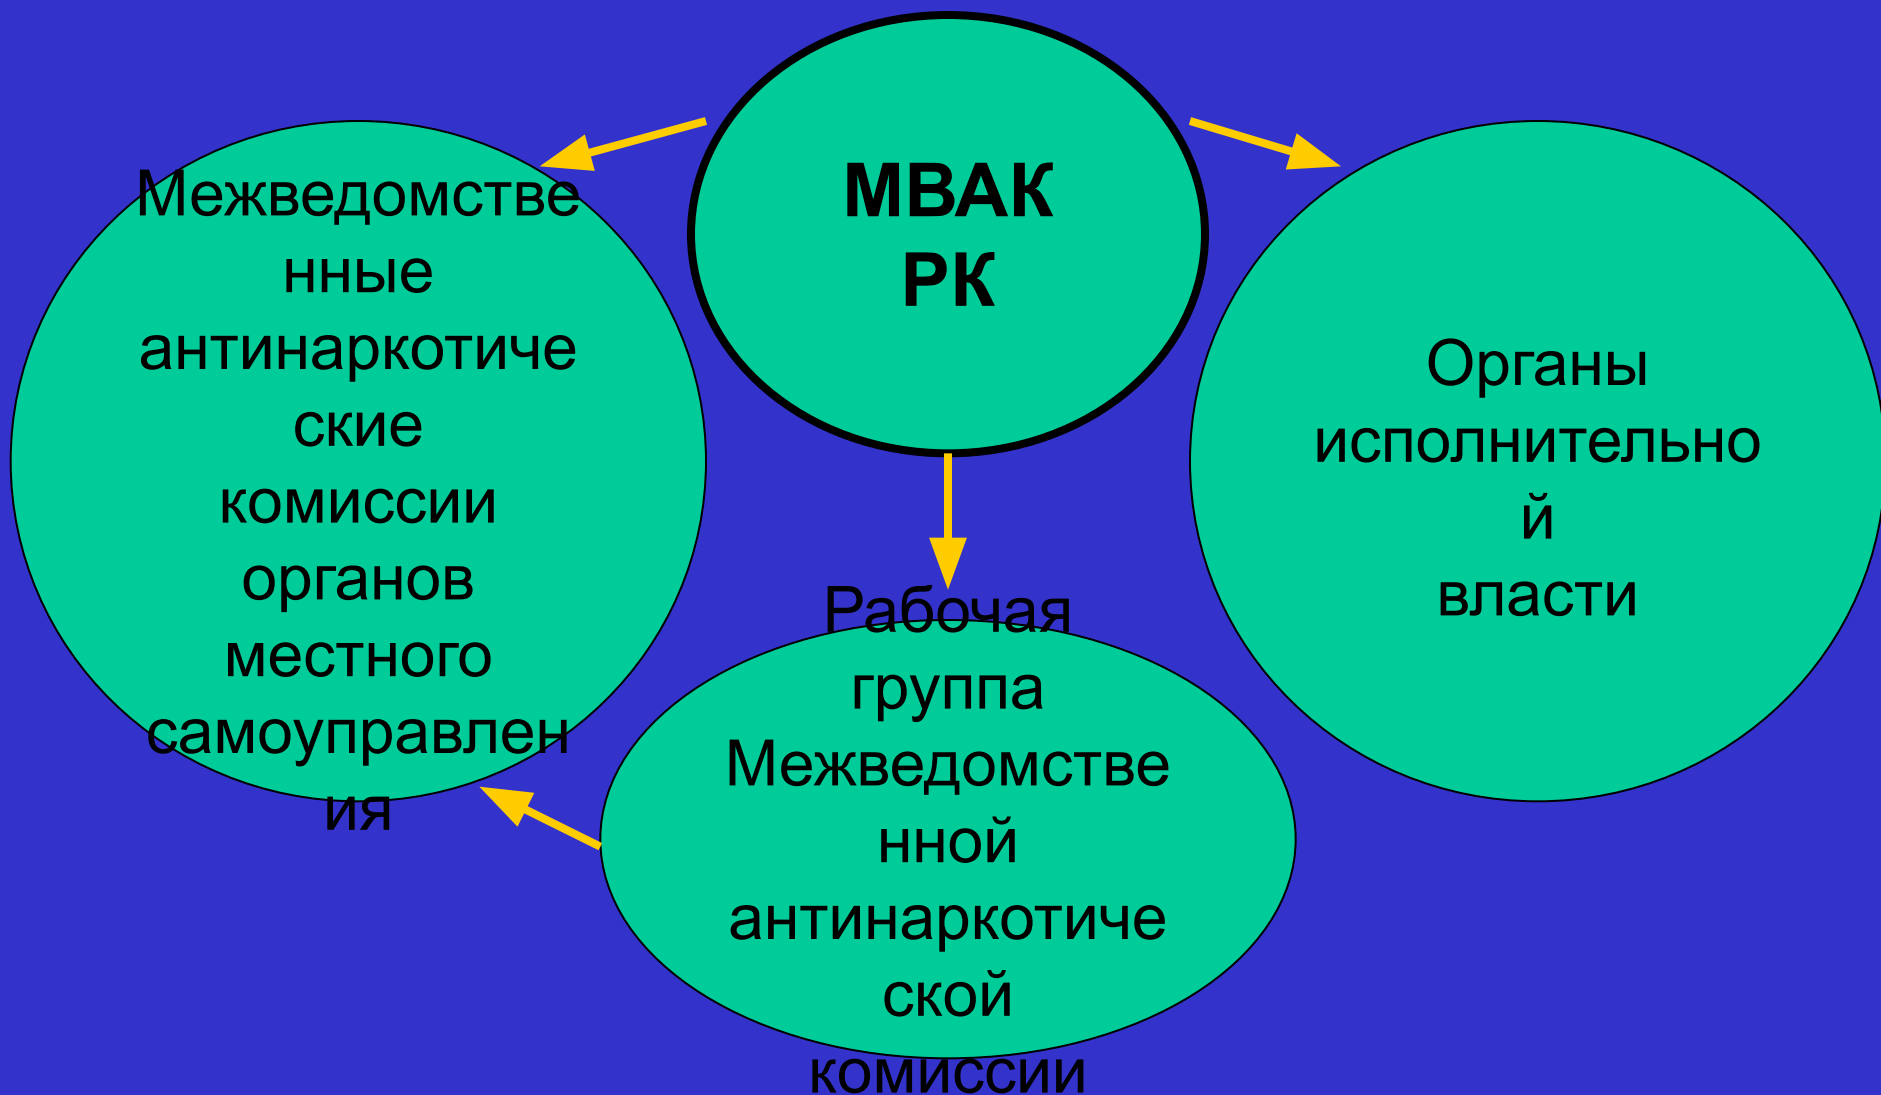 МВАК
РК
Межведомстве
нные
антинаркотиче
ские
комиссии
органов
местного
самоуправлен
ия
Органы
исполнительно
й
власти
Рабочая
группа
Межведомстве
нной
антинаркотиче
ской
комиссии